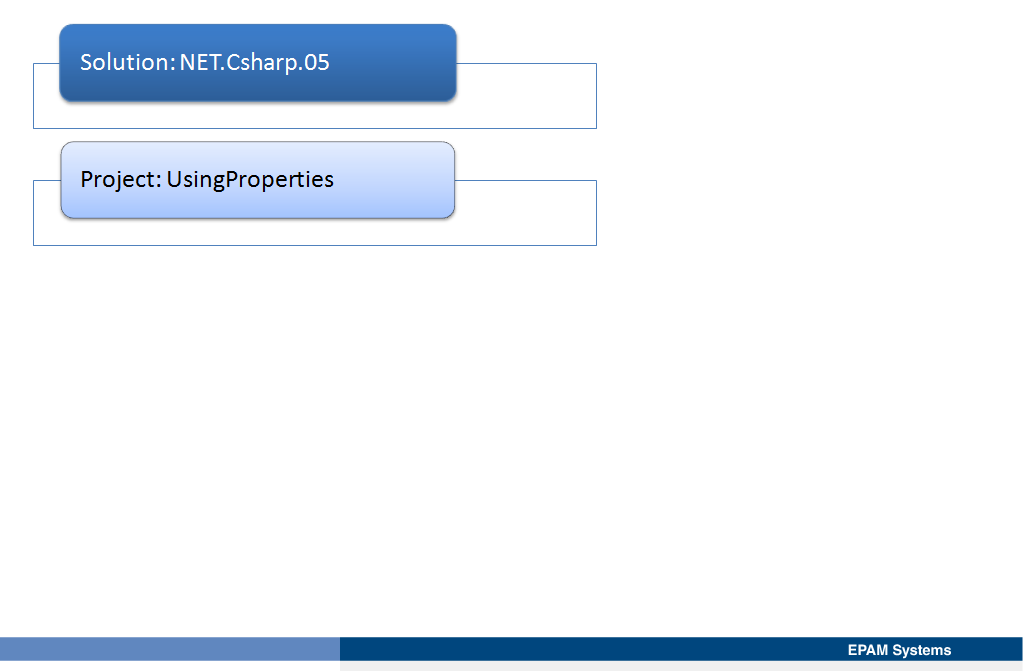 Solution: NET.Csharp.05
Project: UsingProperties
EPAM Systems